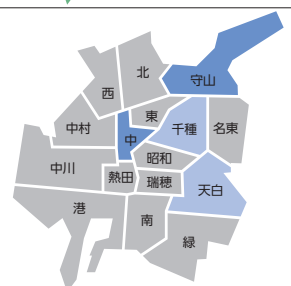 北
守山
西
東
中村
千種
名東
中
昭和
中川
熱田
瑞穂
天白
港
南
緑